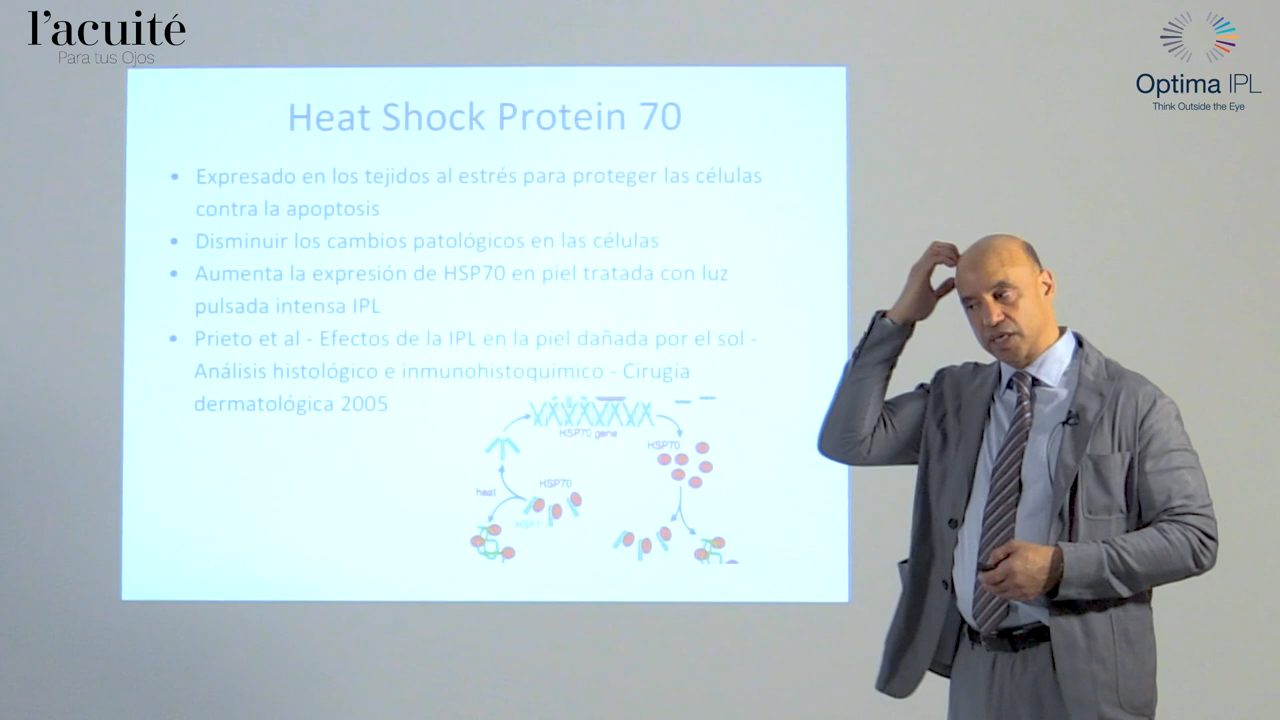 l'acuité
Para tus Ojos
Optima IPL
Think Outside the Eye
Heat Shock Protein 70
• Expresado en los tejidos al estrés para proteger las células
contra la apoptosis
• Disminuir los cambios patológicos en las células
• Aumenta la expresión de HSP70 en piel tratada con luz
pulsada intensa IPL
• Prieto et al - Efectos de la IPL en la piel dañada por el sol -
Análisis histológico e inmunohistoquimico - Cirugia
dermatológica 2005
HSP70 gene
HSP70
HSP70
heat
HSF1